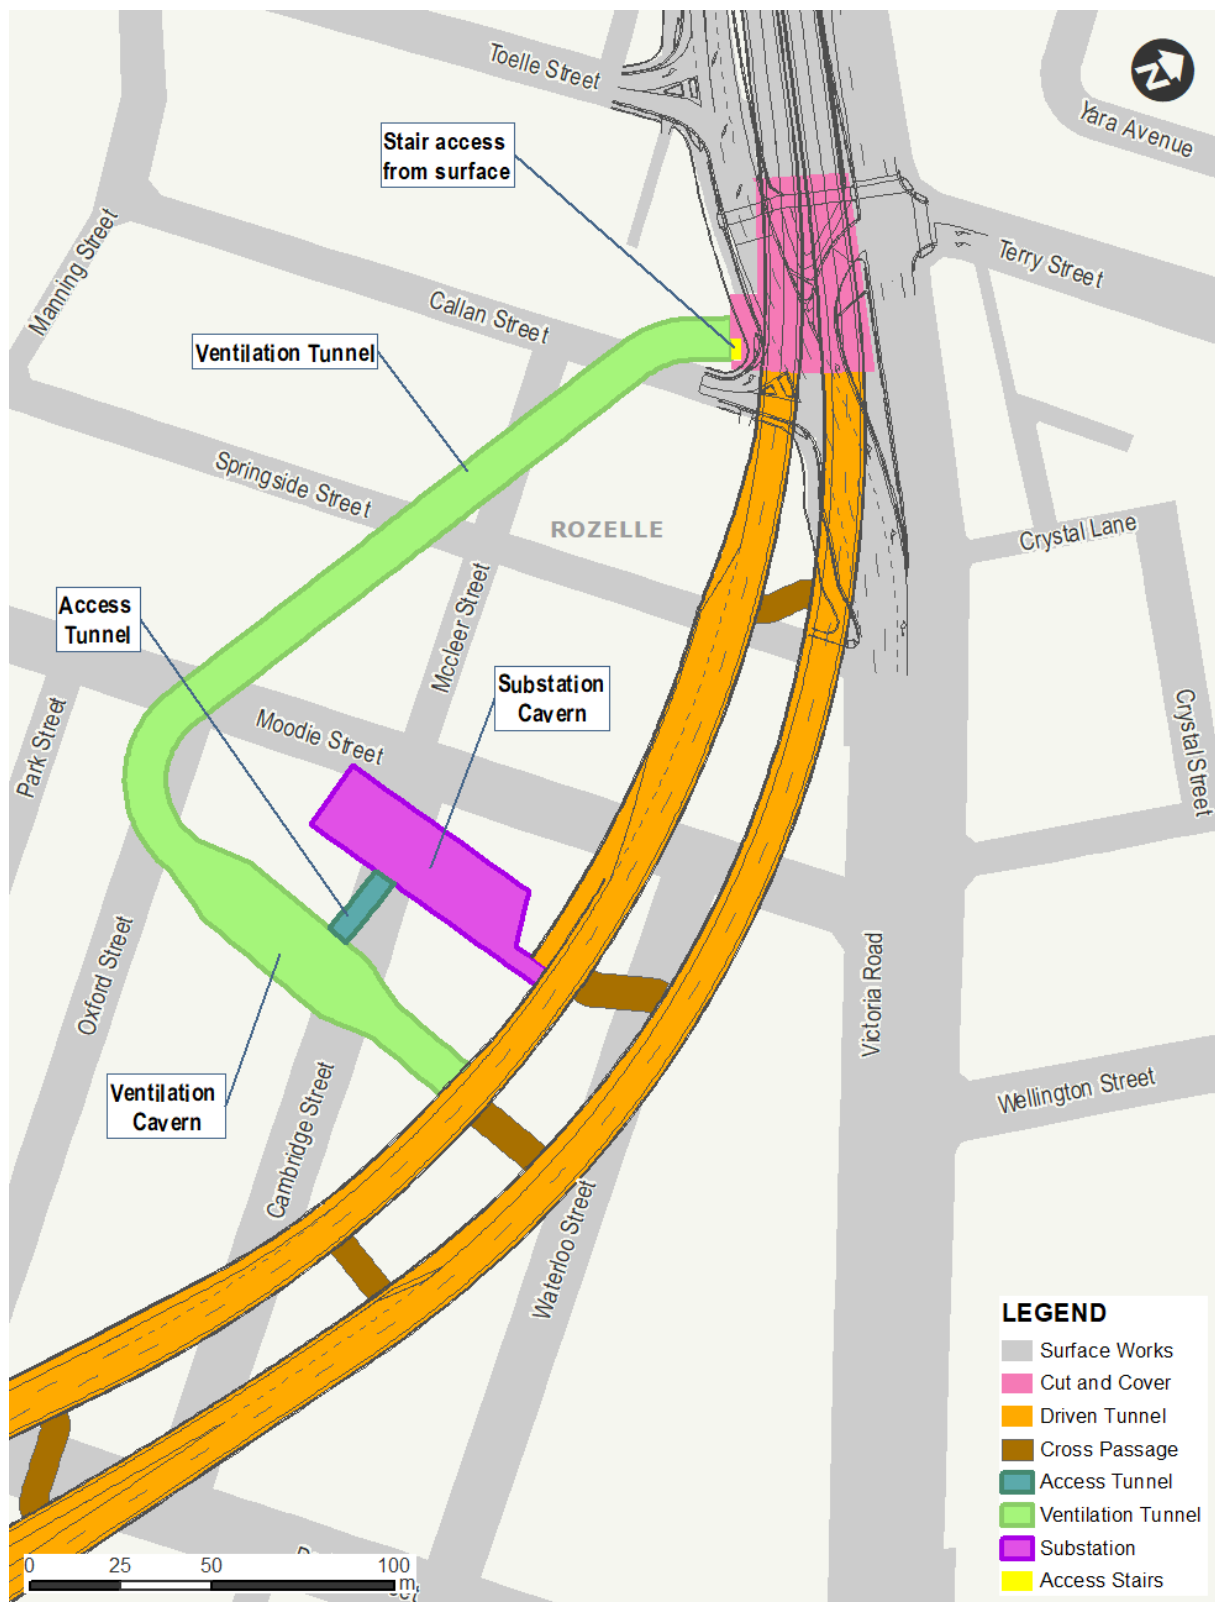 Toelle Street
N
Yara Avenue
Stair access
from surface
Manning Street
Terry Street
Callan Street
Ventilation Tunnel
Springside Street
ROZELLE
Crystal Lane
Access
Tunnel
Mccleer Street
Substation
Cavern
Park Street
Moodie Street
Crystal Street
Oxford Street
Victoria Road
Ventilation
Cavern
Wellington Street
Cambridge Street
Waterloo Street
LEGEND
Surface Works
Cut and Cover
Driven Tunnel
Cross Passage
Access Tunnel
Ventilation Tunnel
Substation
Access Stairs
0 25 50 100
m